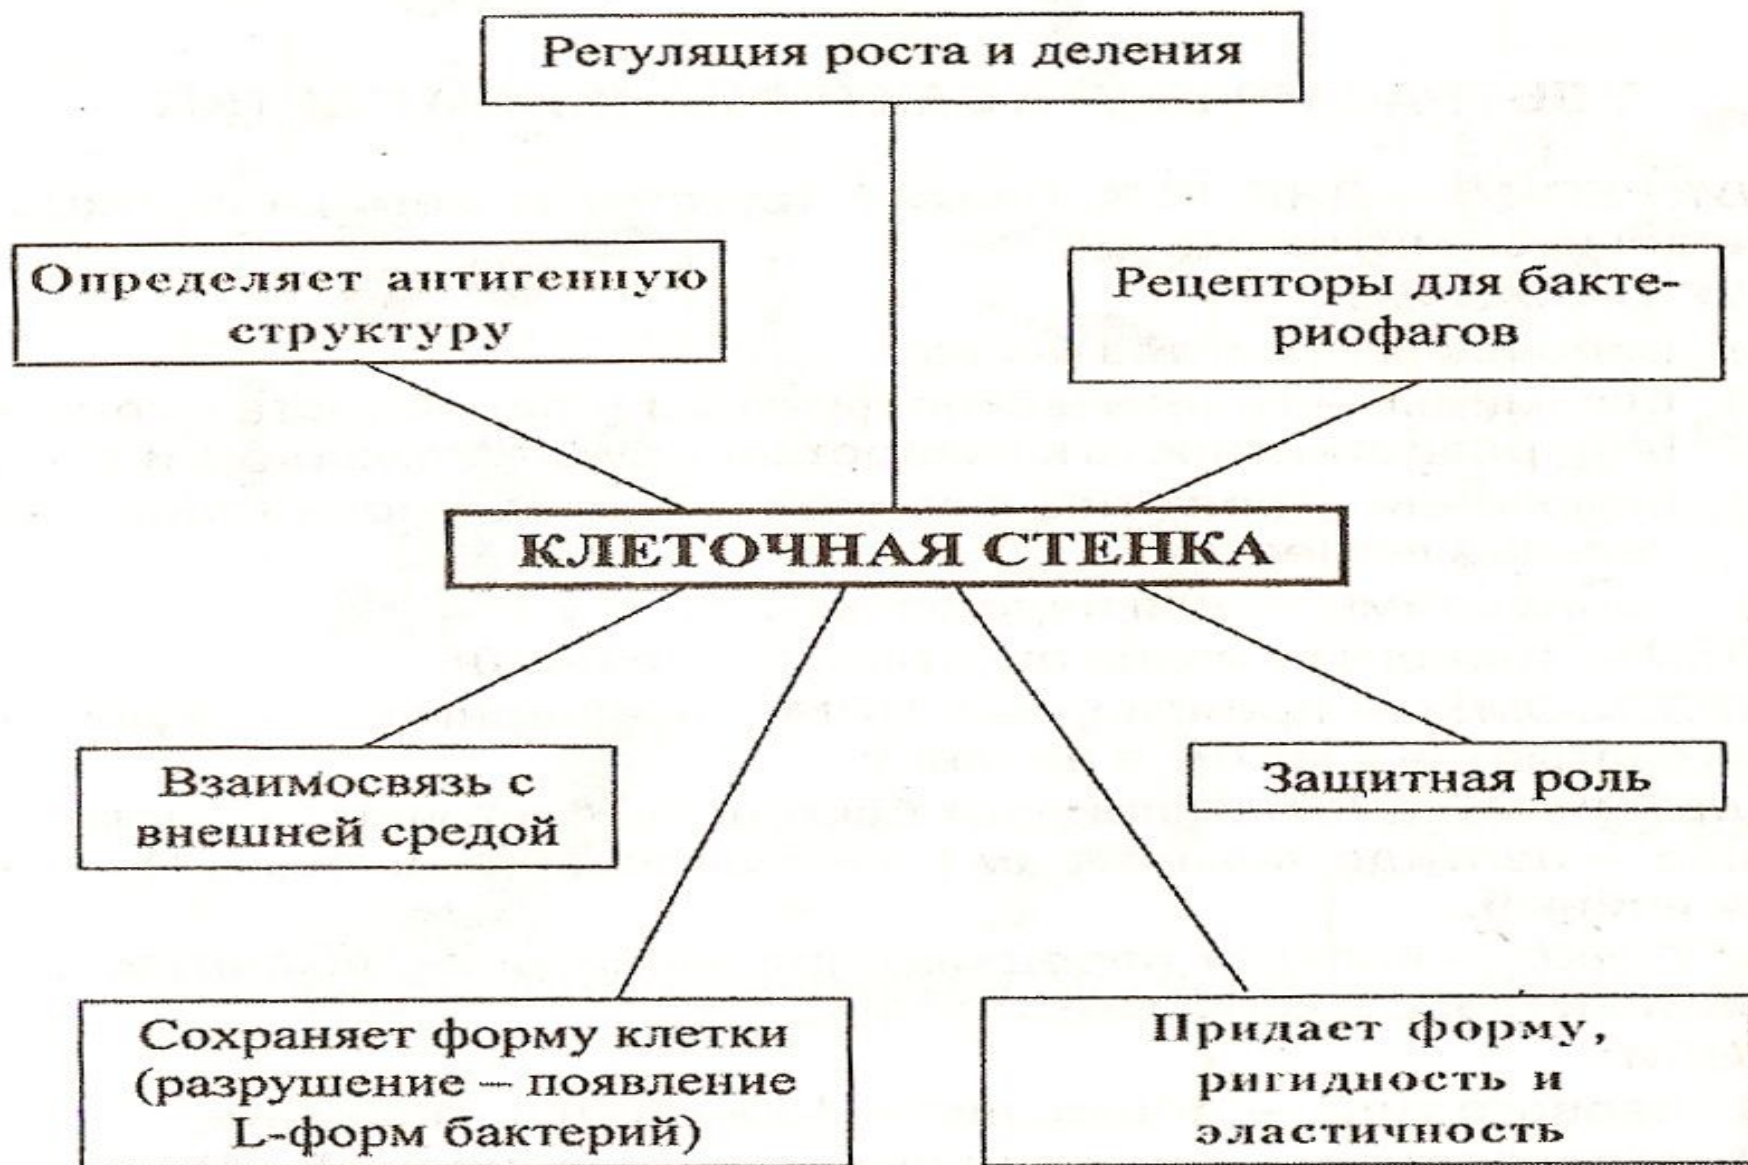 Регуляция роста и деления
Определяет антигенную
структуру
Рецепторы для бакте-
риофагов
КЛЕТОЧНАЯ СТЕНКА
Взаимосвязь с
внешней средой
Защитная роль
Сохраняет форму клетки
(разрушение – появление
L-форм бактерий)
Придает форму,
ригидность и
эластичность